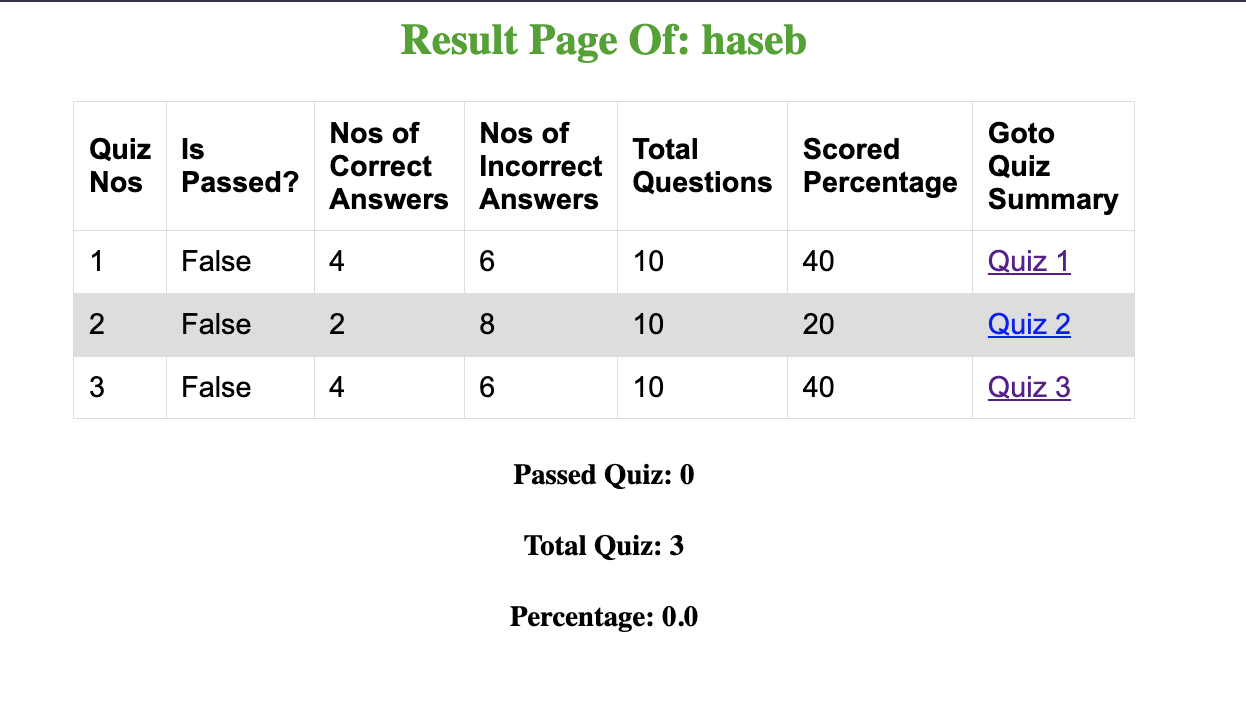 Result Page Of: haseb
Quiz Nos Is Passed? Nos of Correct Answers Nos of Incorrect Answers Total Questions Scored Percentage Goto Quiz Summary
1 False 4 6 10 40 Quiz 1
2 False 2 8 10 20 Quiz 2
3 False 4 6 10 40 Quiz 3
Passed Quiz: 0
Total Quiz: 3
Percentage: 0.0